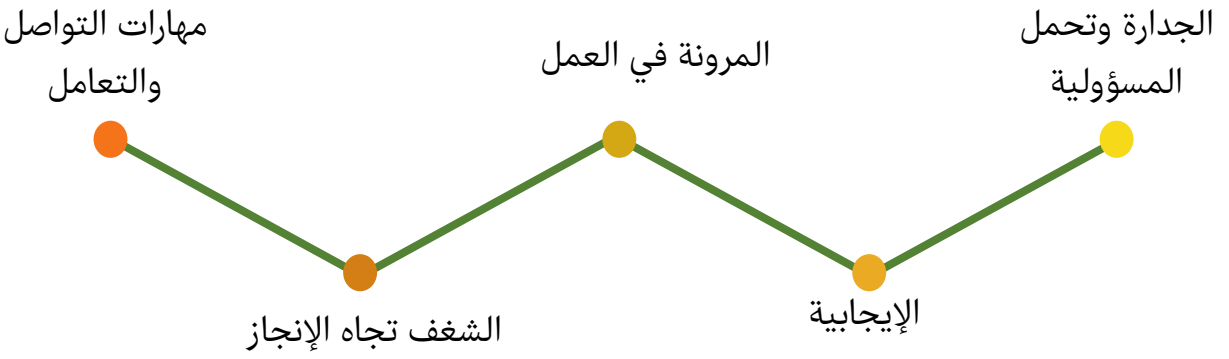 الجدارة وتحمل
المسؤولية
الإيجابية
المرونة في العمل
الشغف تجاه الإنجاز
مهارات التواصل
والتعامل